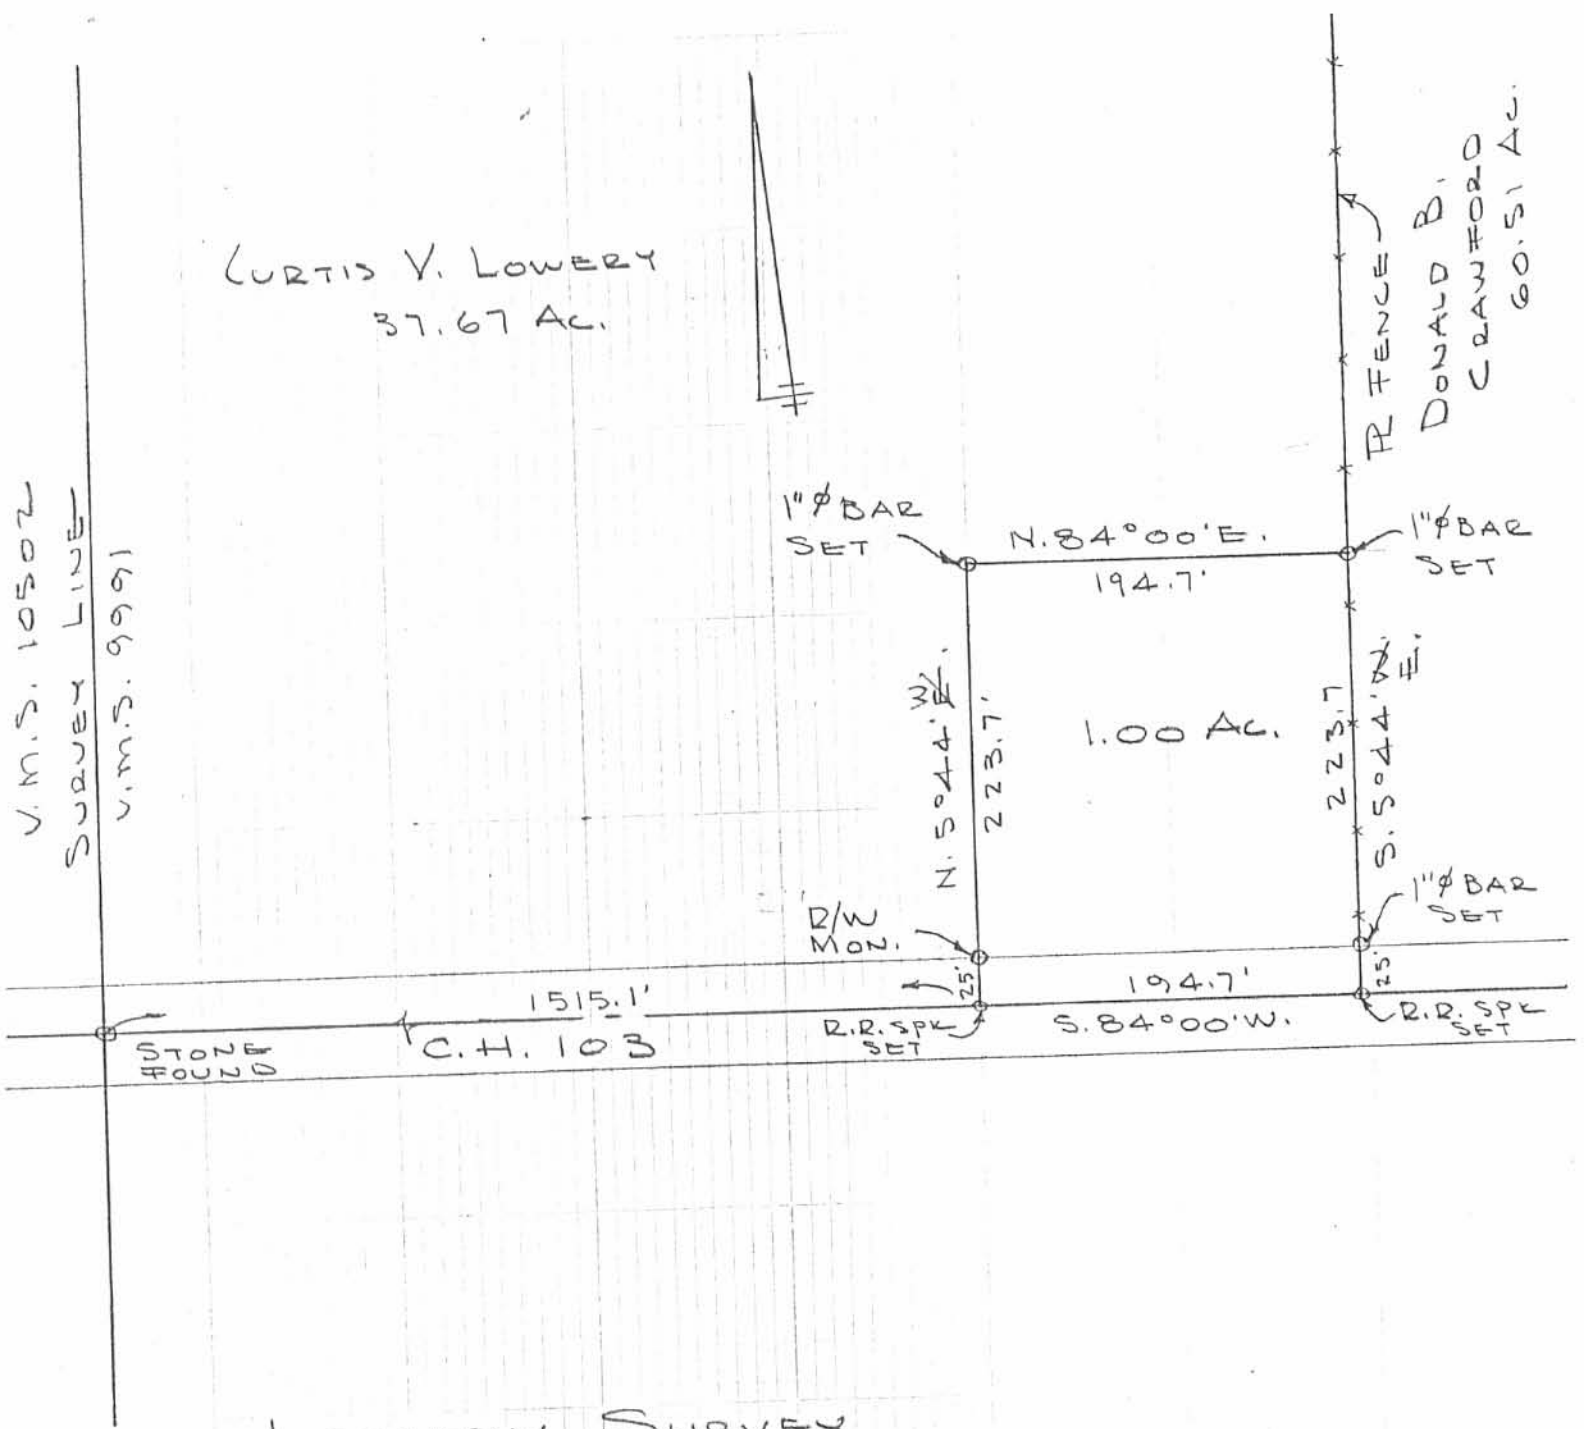 CURTIS V. LOWERY
37.67 AC.
V.M.S. 10502
SURVEY LINE
V.M.S. 9991
PL FENCE
DONALD B.
CRAWFORD
60.51 AC.
1"⌀ BAR
SET
N. 84°00' E.
194.7'
1"⌀ BAR
SET
N. 5°44' W.
223.7'
1.00 AC.
223.7
S. 5°44' E.
1"⌀ BAR
SET
R/W
MON.
25'
194.7'
25'
1515.1'
R.R. SPK
SET
S. 84°00' W.
R.R. SPK
SET
STONE
FOUND
C.H. 103
SURVEY